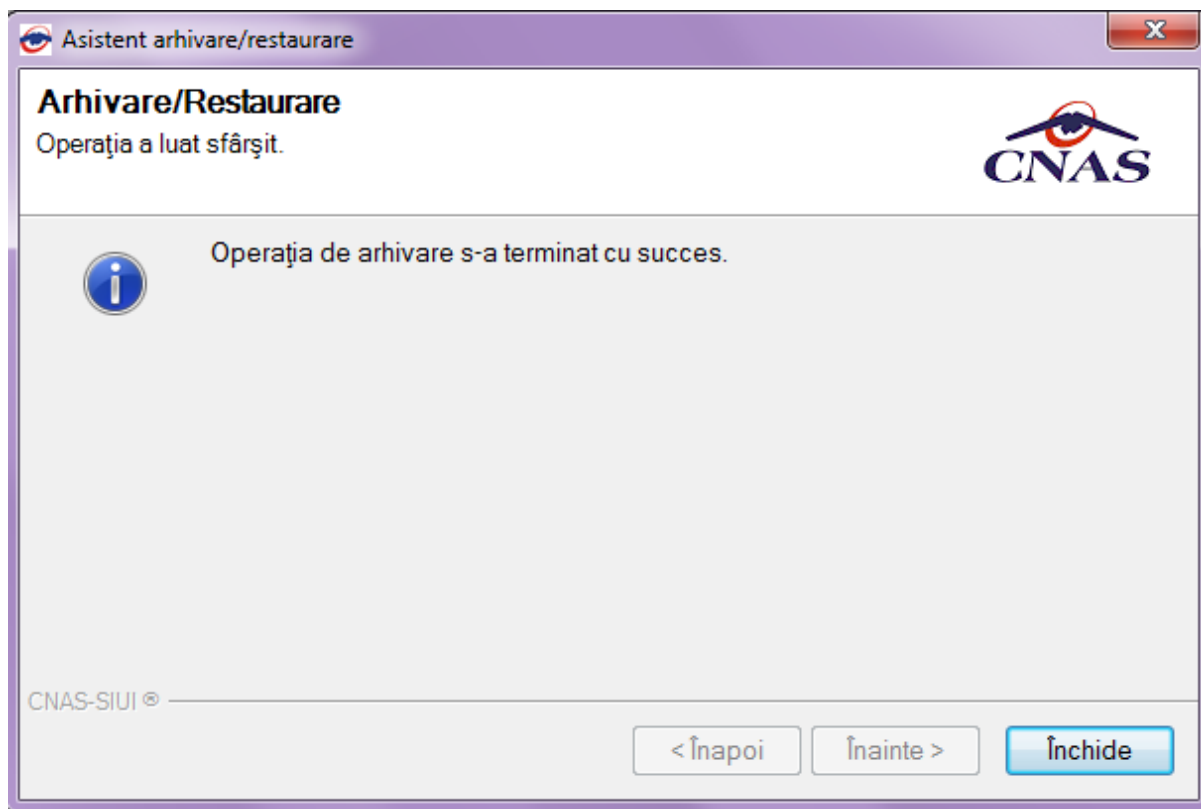 Asistent arhivare/restaurare
Arhivare/Restaurare
Operaţia a luat sfârşit.
CNAS
Operaţia de arhivare s-a terminat cu succes.
CNAS-SIUI ®
< Înapoi
Înainte >
Închide